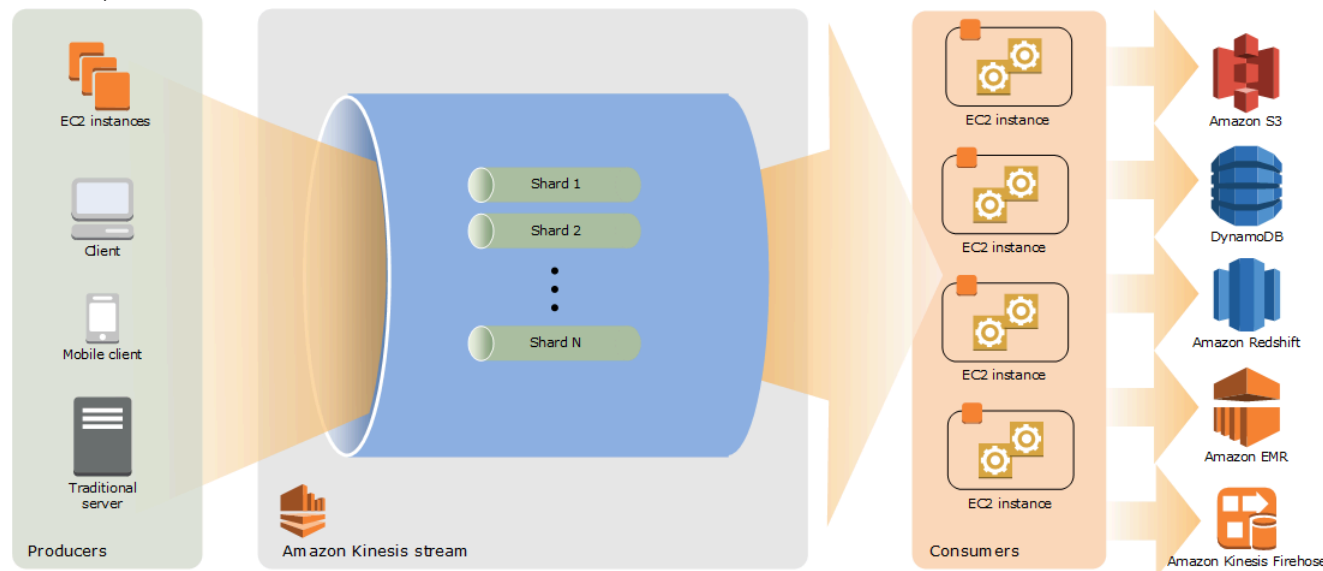 EC2 instances
Client
Mobile client
Traditional
server
Producers
Shard 1
Shard 2
Shard N
Amazon Kinesis stream
EC2 instance
EC2 instance
EC2 instance
EC2 instance
Consumers
Amazon S3
DynamoDB
Amazon Redshift
Amazon EMR
Amazon Kinesis Firehose